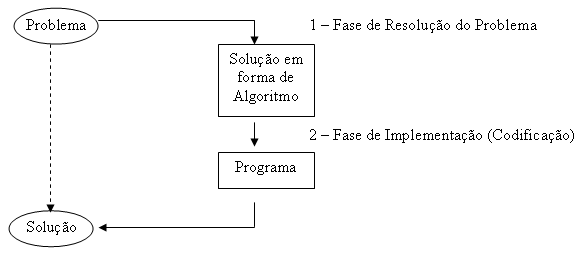 Problema
1 – Fase de Resolução do Problema
Solução em
forma de
Algoritmo
2 – Fase de Implementação (Codificação)
Programa
Solução